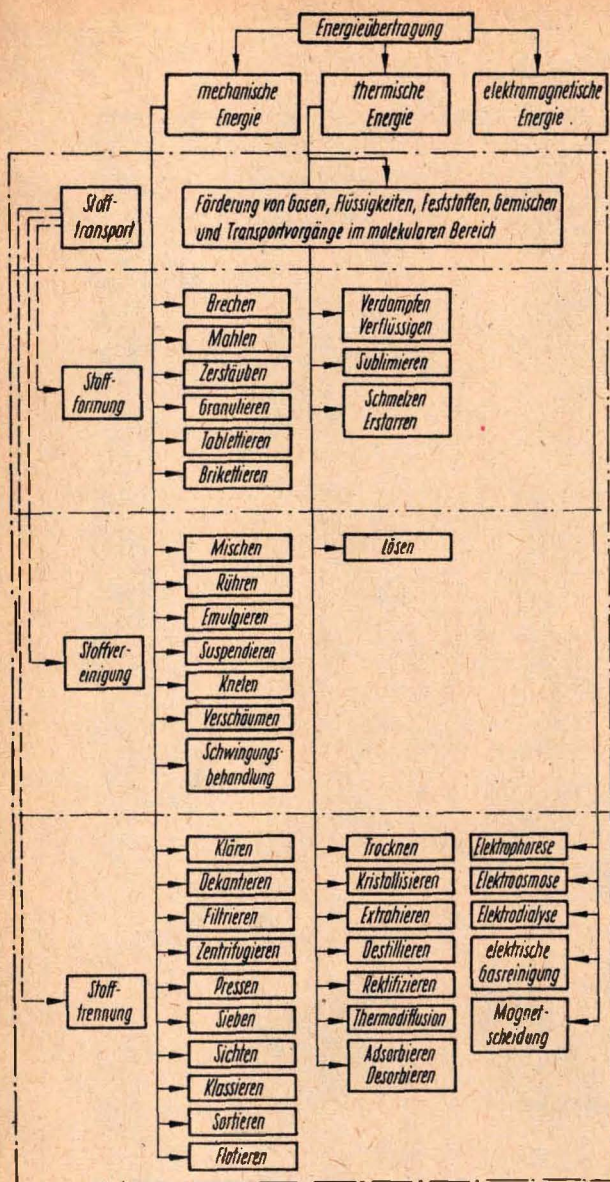 Energieübertragung
mechanische
Energie
thermische
Energie
elektromagnetische
Energie
Stoff-
transport
Förderung von Gasen, Flüssigkeiten, Feststoffen, Gemischen
und Transportvorgänge im molekularen Bereich
Stoff-
formung
Brechen
Mahlen
Zerstäuben
Granulieren
Tablettieren
Brikettieren
Verdampfen
Verflüssigen
Sublimieren
Schmelzen
Erstarren
Stoffver-
einigung
Mischen
Rühren
Emulgieren
Suspendieren
Kneten
Verschäumen
Schwingungs-
behandlung
Lösen
Stoff-
trennung
Klären
Dekantieren
Filtrieren
Zentrifugieren
Pressen
Sieben
Sichten
Klassieren
Sortieren
Flotieren
Trocknen
Kristallisieren
Extrahieren
Destillieren
Rektifizieren
Thermodiffusion
Adsorbieren
Desorbieren
Elektrophorese
Elektroosmose
Elektrodialyse
elektrische
Gasreinigung
Magnet-
scheidung